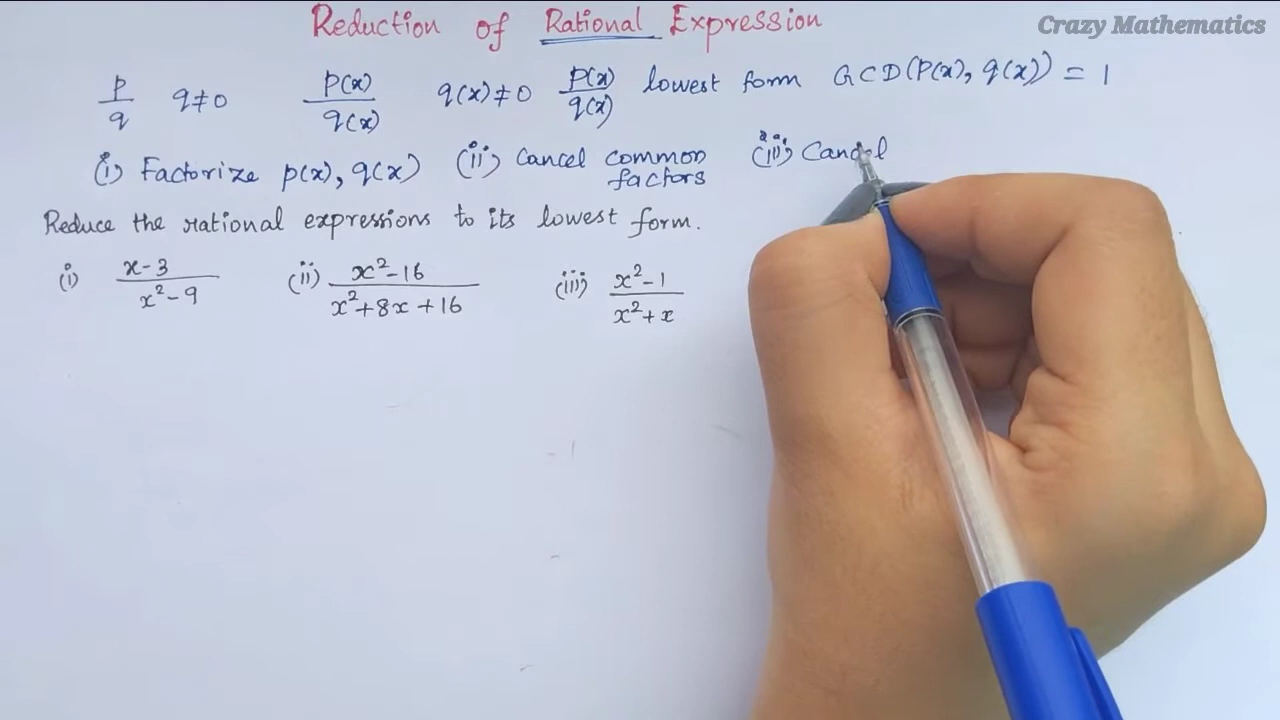 Reduction of Rational Expression
Crazy Mathematics
p/q q≠0 p(x)/q(x) q(x)≠0 p(x)/q(x) lowest form GCD(p(x), q(x)) = 1
(i) Factorize p(x), q(x) (ii) Cancel common factors (iii) Cancel
Reduce the rational expressions to its lowest form.
(i) x-3/x²-9 (ii) x²-16/x²+8x+16 (iii) x²-1/x²+x